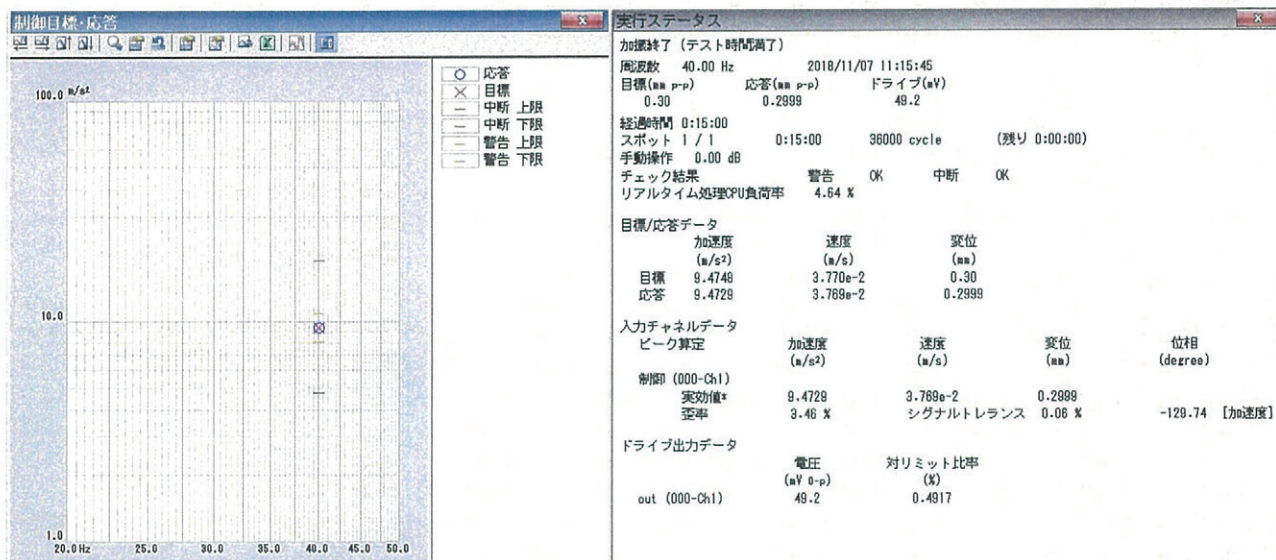 制御目標・応答
100.0 m/s²
10.0
1.0
20.0 Hz 25.0 30.0 35.0 40.0 45.0 50.0
応答
目標
中断 上限
中断 下限
警告 上限
警告 下限
実行ステータス
加振終了 (テスト時間満了)
周波数 40.00 Hz 2018/11/07 11:15:45
目標(mm p-p) 応答(mm p-p) ドライブ(mV)
0.30 0.2999 49.2
経過時間 0:15:00
スポット 1 / 1 0:15:00 36000 cycle (残り 0:00:00)
手動操作 0.00 dB
チェック結果 警告 OK 中断 OK
リアルタイム処理CPU負荷率 4.64 %
目標/応答データ
加速度 速度 変位
(m/s²) (m/s) (mm)
目標 9.4748 3.770e-2 0.30
応答 9.4729 3.769e-2 0.2999
入力チャネルデータ
ピーク算定 加速度 速度 変位 位相
(m/s²) (m/s) (mm) (degree)
制御 (000-Ch1)
実効値* 9.4729 3.769e-2 0.2999
歪率 3.46 % シグナルトレランス 0.06 % -129.74 [加速度]
ドライブ出力データ
電圧 対リミット比率
(mV 0-p) (%)
out (000-Ch1) 49.2 0.4917